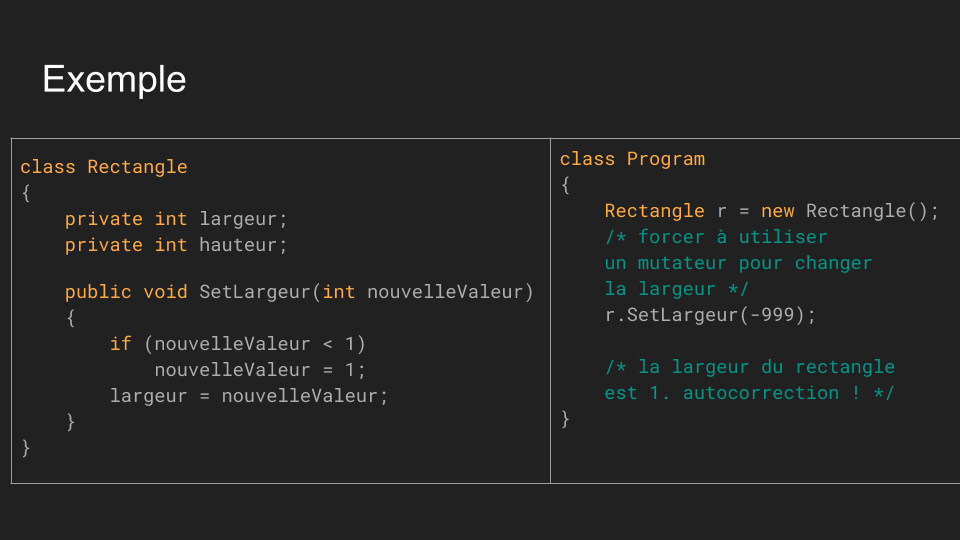 Exemple
class Rectangle
{
    private int largeur;
    private int hauteur;

    public void SetLargeur(int nouvelleValeur)
    {
        if (nouvelleValeur < 1)
            nouvelleValeur = 1;
        largeur = nouvelleValeur;
    }
}
class Program
{
    Rectangle r = new Rectangle();
    /* forcer à utiliser
    un mutateur pour changer
    la largeur */
    r.SetLargeur(-999);

    /* la largeur du rectangle
    est 1. autocorrection ! */
}